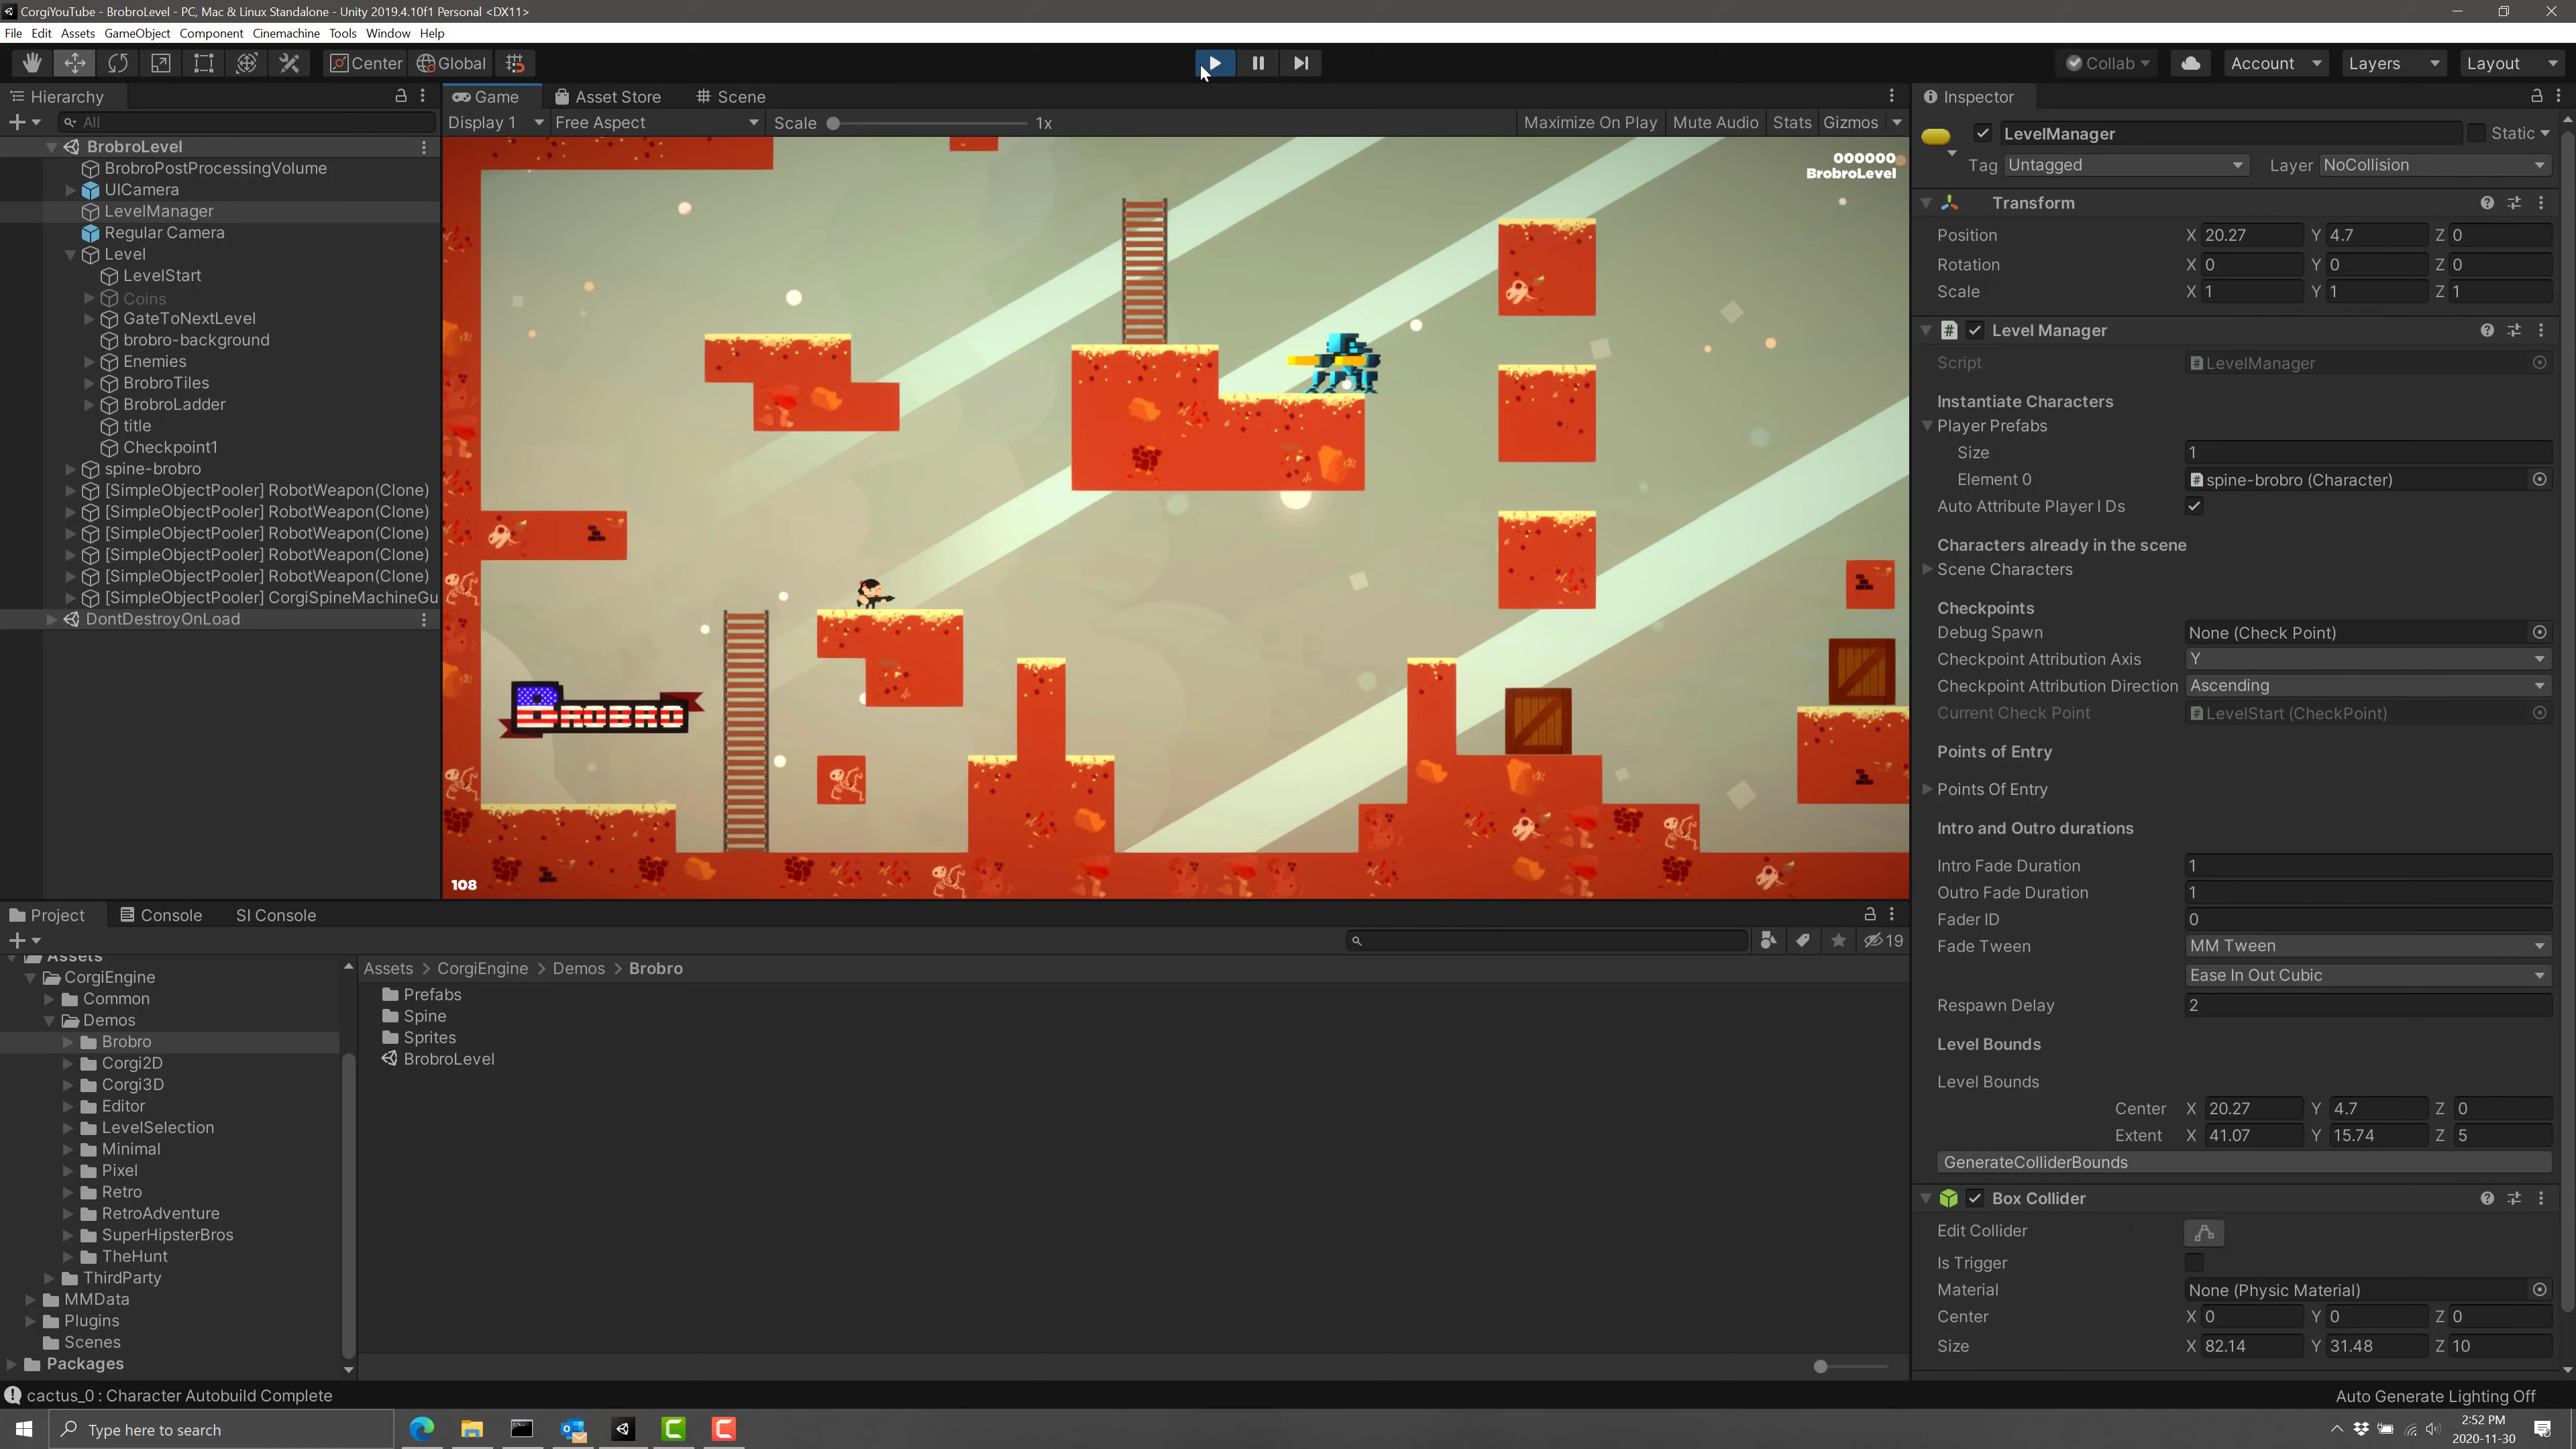 CorgiYouTube - BrobroLevel - PC, Mac & Linux Standalone - Unity 2019.4.10f1 Personal <DX11>
File Edit Assets GameObject Component Cinemachine Tools Window Help
Center Global Collab Account Layers Layout
Hierarchy
All
BrobroLevel
BrobroPostProcessingVolume
UICamera
LevelManager
Regular Camera
Level
LevelStart
Coins
GateToNextLevel
brobro-background
Enemies
BrobroTiles
BrobroLadder
title
Checkpoint1
spine-brobro
[SimpleObjectPooler] RobotWeapon(Clone)
[SimpleObjectPooler] RobotWeapon(Clone)
[SimpleObjectPooler] RobotWeapon(Clone)
[SimpleObjectPooler] RobotWeapon(Clone)
[SimpleObjectPooler] RobotWeapon(Clone)
[SimpleObjectPooler] CorgiSpineMachineGu
DontDestroyOnLoad
Game Asset Store Scene
Display 1 Free Aspect Scale 1x Maximize On Play Mute Audio Stats Gizmos
000000
BrobroLevel
BROBRO
108
Inspector
LevelManager Static
Tag Untagged Layer NoCollision
Transform
Position X 20.27 Y 4.7 Z 0
Rotation X 0 Y 0 Z 0
Scale X 1 Y 1 Z 1
Level Manager
Script LevelManager
Instantiate Characters
Player Prefabs
Size 1
Element 0 spine-brobro (Character)
Auto Attribute Player I Ds
Characters already in the scene
Scene Characters
Checkpoints
Debug Spawn None (Check Point)
Checkpoint Attribution Axis Y
Checkpoint Attribution Direction Ascending
Current Check Point LevelStart (CheckPoint)
Points of Entry
Points Of Entry
Intro and Outro durations
Intro Fade Duration 1
Outro Fade Duration 1
Fader ID 0
Fade Tween MM Tween
Ease In Out Cubic
Respawn Delay 2
Level Bounds
Level Bounds
Center X 20.27 Y 4.7 Z 0
Extent X 41.07 Y 15.74 Z 5
GenerateColliderBounds
Box Collider
Edit Collider
Is Trigger
Material None (Physic Material)
Center X 0 Y 0 Z 0
Size X 82.14 Y 31.48 Z 10
Project Console SI Console
19
Assets
CorgiEngine
Common
Demos
Brobro
Corgi2D
Corgi3D
Editor
LevelSelection
Minimal
Pixel
Retro
RetroAdventure
SuperHipsterBros
TheHunt
ThirdParty
MMData
Plugins
Scenes
Packages
Assets > CorgiEngine > Demos > Brobro
Prefabs
Spine
Sprites
BrobroLevel
cactus_0 : Character Autobuild Complete
Auto Generate Lighting Off
Type here to search
2:52 PM
2020-11-30